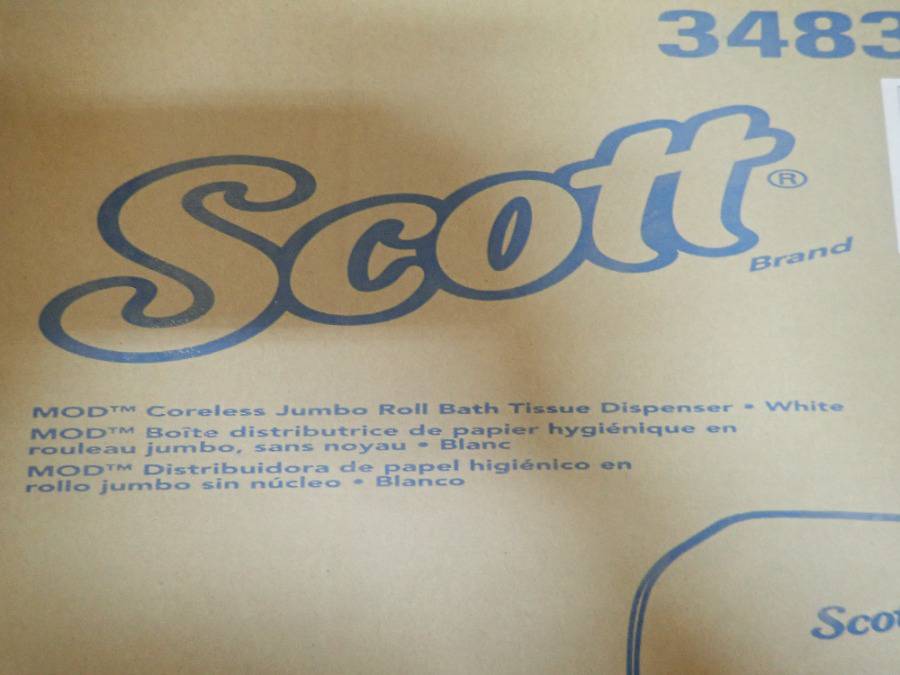 3483
Scott®
Brand
MOD™ Coreless Jumbo Roll Bath Tissue Dispenser • White
MOD™ Boîte distributrice de papier hygiénique en
rouleau jumbo, sans noyau • Blanc
MOD™ Distribuidora de papel higiénico en
rollo jumbo sin núcleo • Blanco